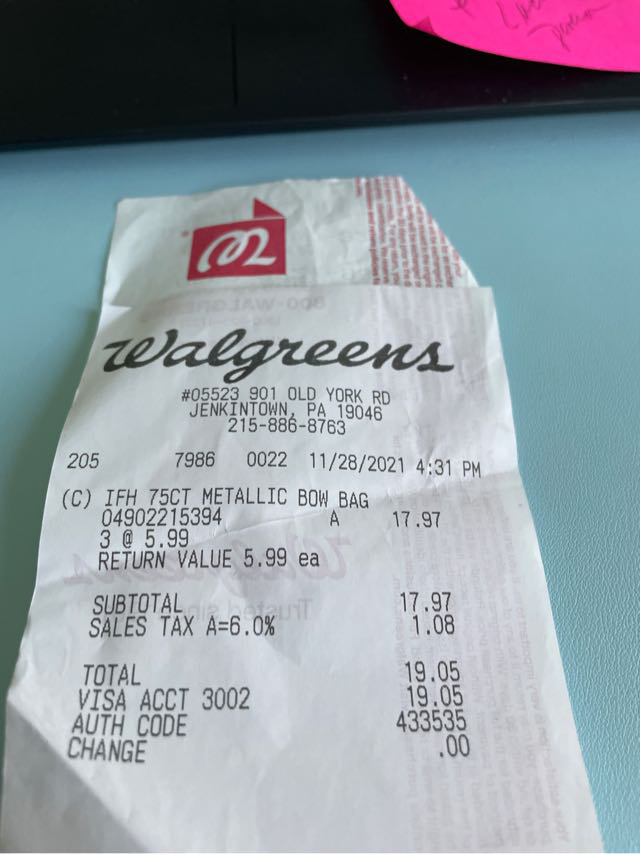 Walgreens
#05523 901 OLD YORK RD
JENKINTOWN, PA 19046
215-886-8763
205 7986 0022 11/28/2021 4:31 PM
(C) IFH 75CT METALLIC BOW BAG
04902215394 A 17.97
3 @ 5.99
RETURN VALUE 5.99 ea
SUBTOTAL 17.97
SALES TAX A=6.0% 1.08
TOTAL 19.05
VISA ACCT 3002 19.05
AUTH CODE 433535
CHANGE .00